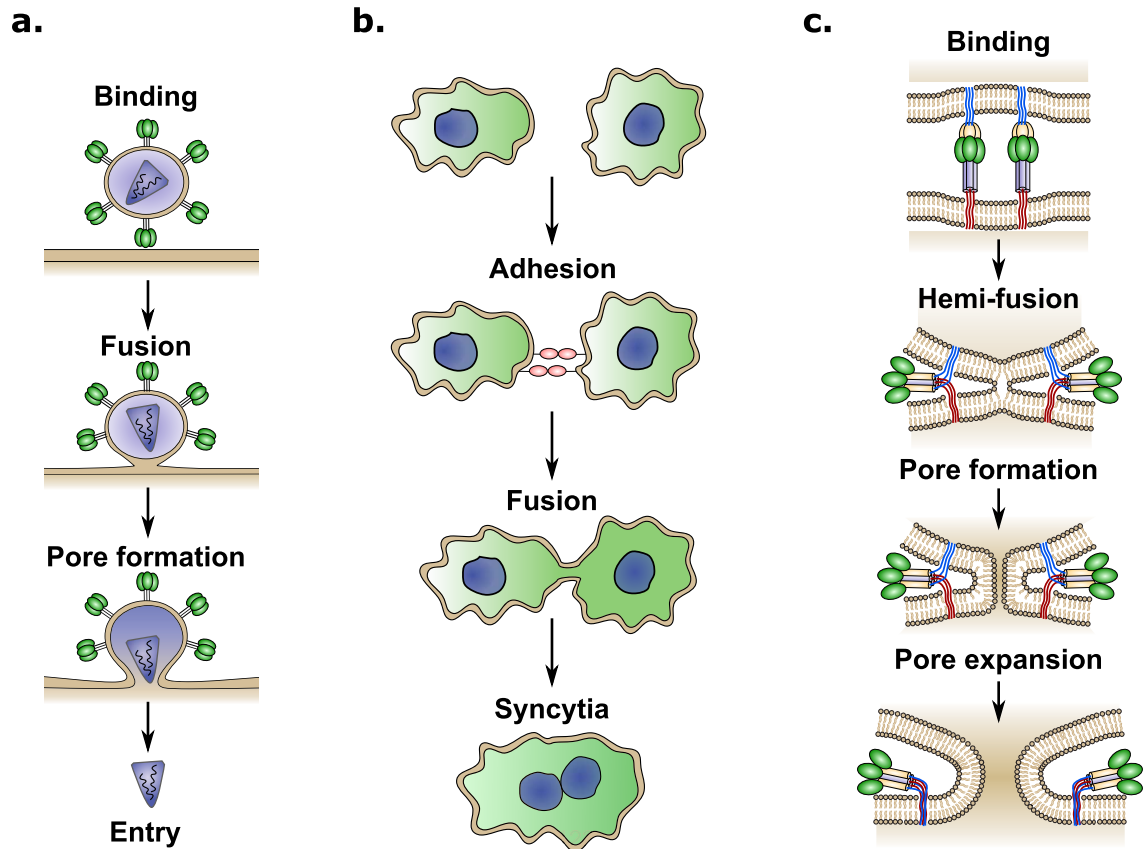 a.
Binding
Fusion
Pore formation
Entry
b.
Adhesion
Fusion
Syncytia
c.
Binding
Hemi-fusion
Pore formation
Pore expansion